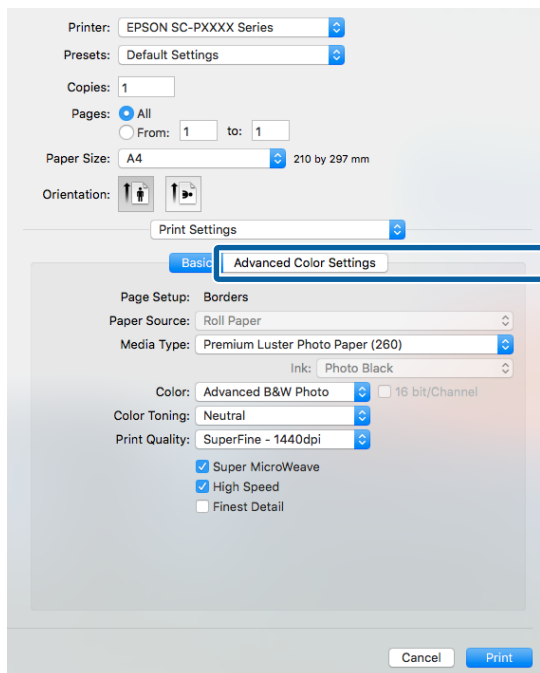 Printer: EPSON SC-PXXXX Series
Presets: Default Settings
Copies: 1
Pages: All
From: 1 to: 1
Paper Size: A4 210 by 297 mm
Orientation:
Print Settings
Basic Advanced Color Settings
Page Setup: Borders
Paper Source: Roll Paper
Media Type: Premium Luster Photo Paper (260)
Ink: Photo Black
Color: Advanced B&W Photo 16 bit/Channel
Color Toning: Neutral
Print Quality: SuperFine - 1440dpi
Super MicroWeave
High Speed
Finest Detail
Cancel Print